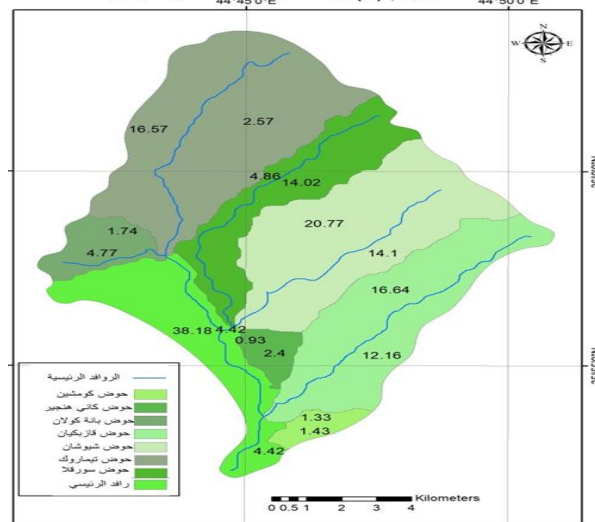 44°45'0"E 44°50'0"E
N
W E
S
16.57
2.57
4.86
14.02
20.77
1.74
4.77
14.1
16.64
38.18 4.42
0.93
2.4
12.16
1.33
1.43
4.42
الروافد الرئيسية
حوض كومشين
حوض كاني هنجير
حوض بانة كولان
حوض قازبكيان
حوض شيوشان
حوض تيماروك
حوض سورقلا
رافد الرئيسي
Kilometers
0 0.5 1 2 3 4